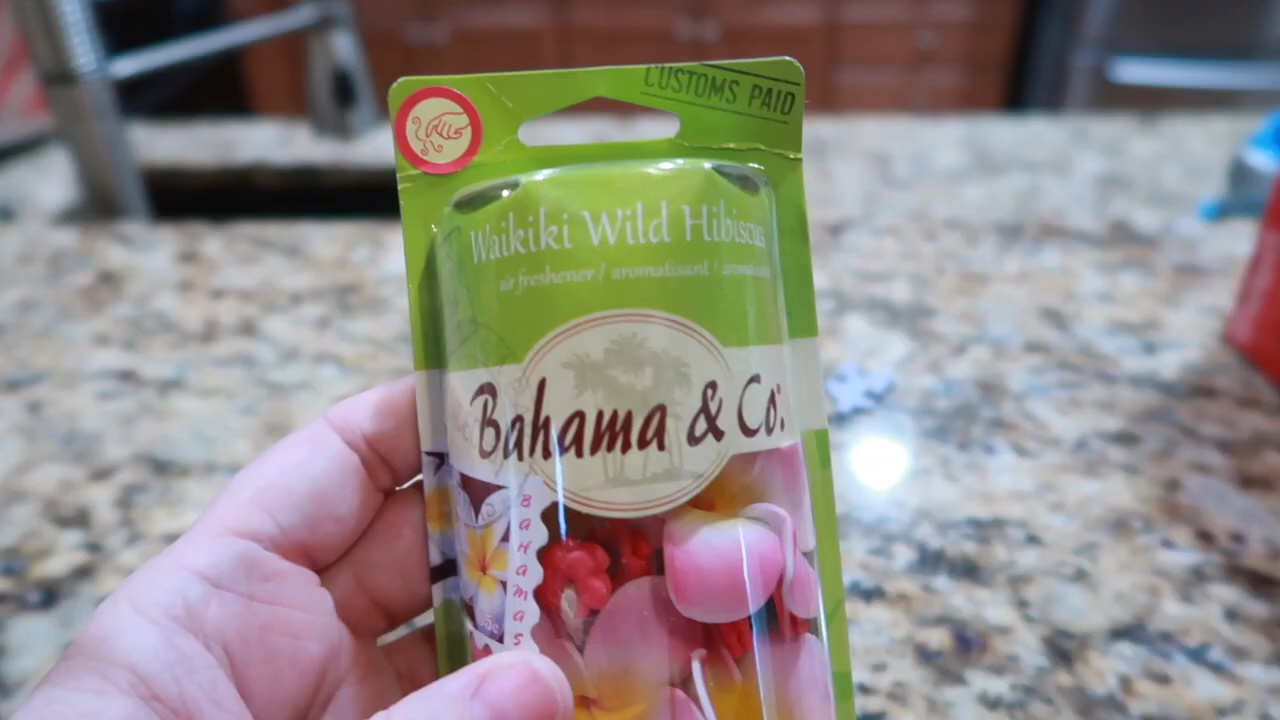 CUSTOMS PAID
Waikiki Wild Hibiscus
air freshener / aromatisant /
Bahama & Co.
BAHAMAS